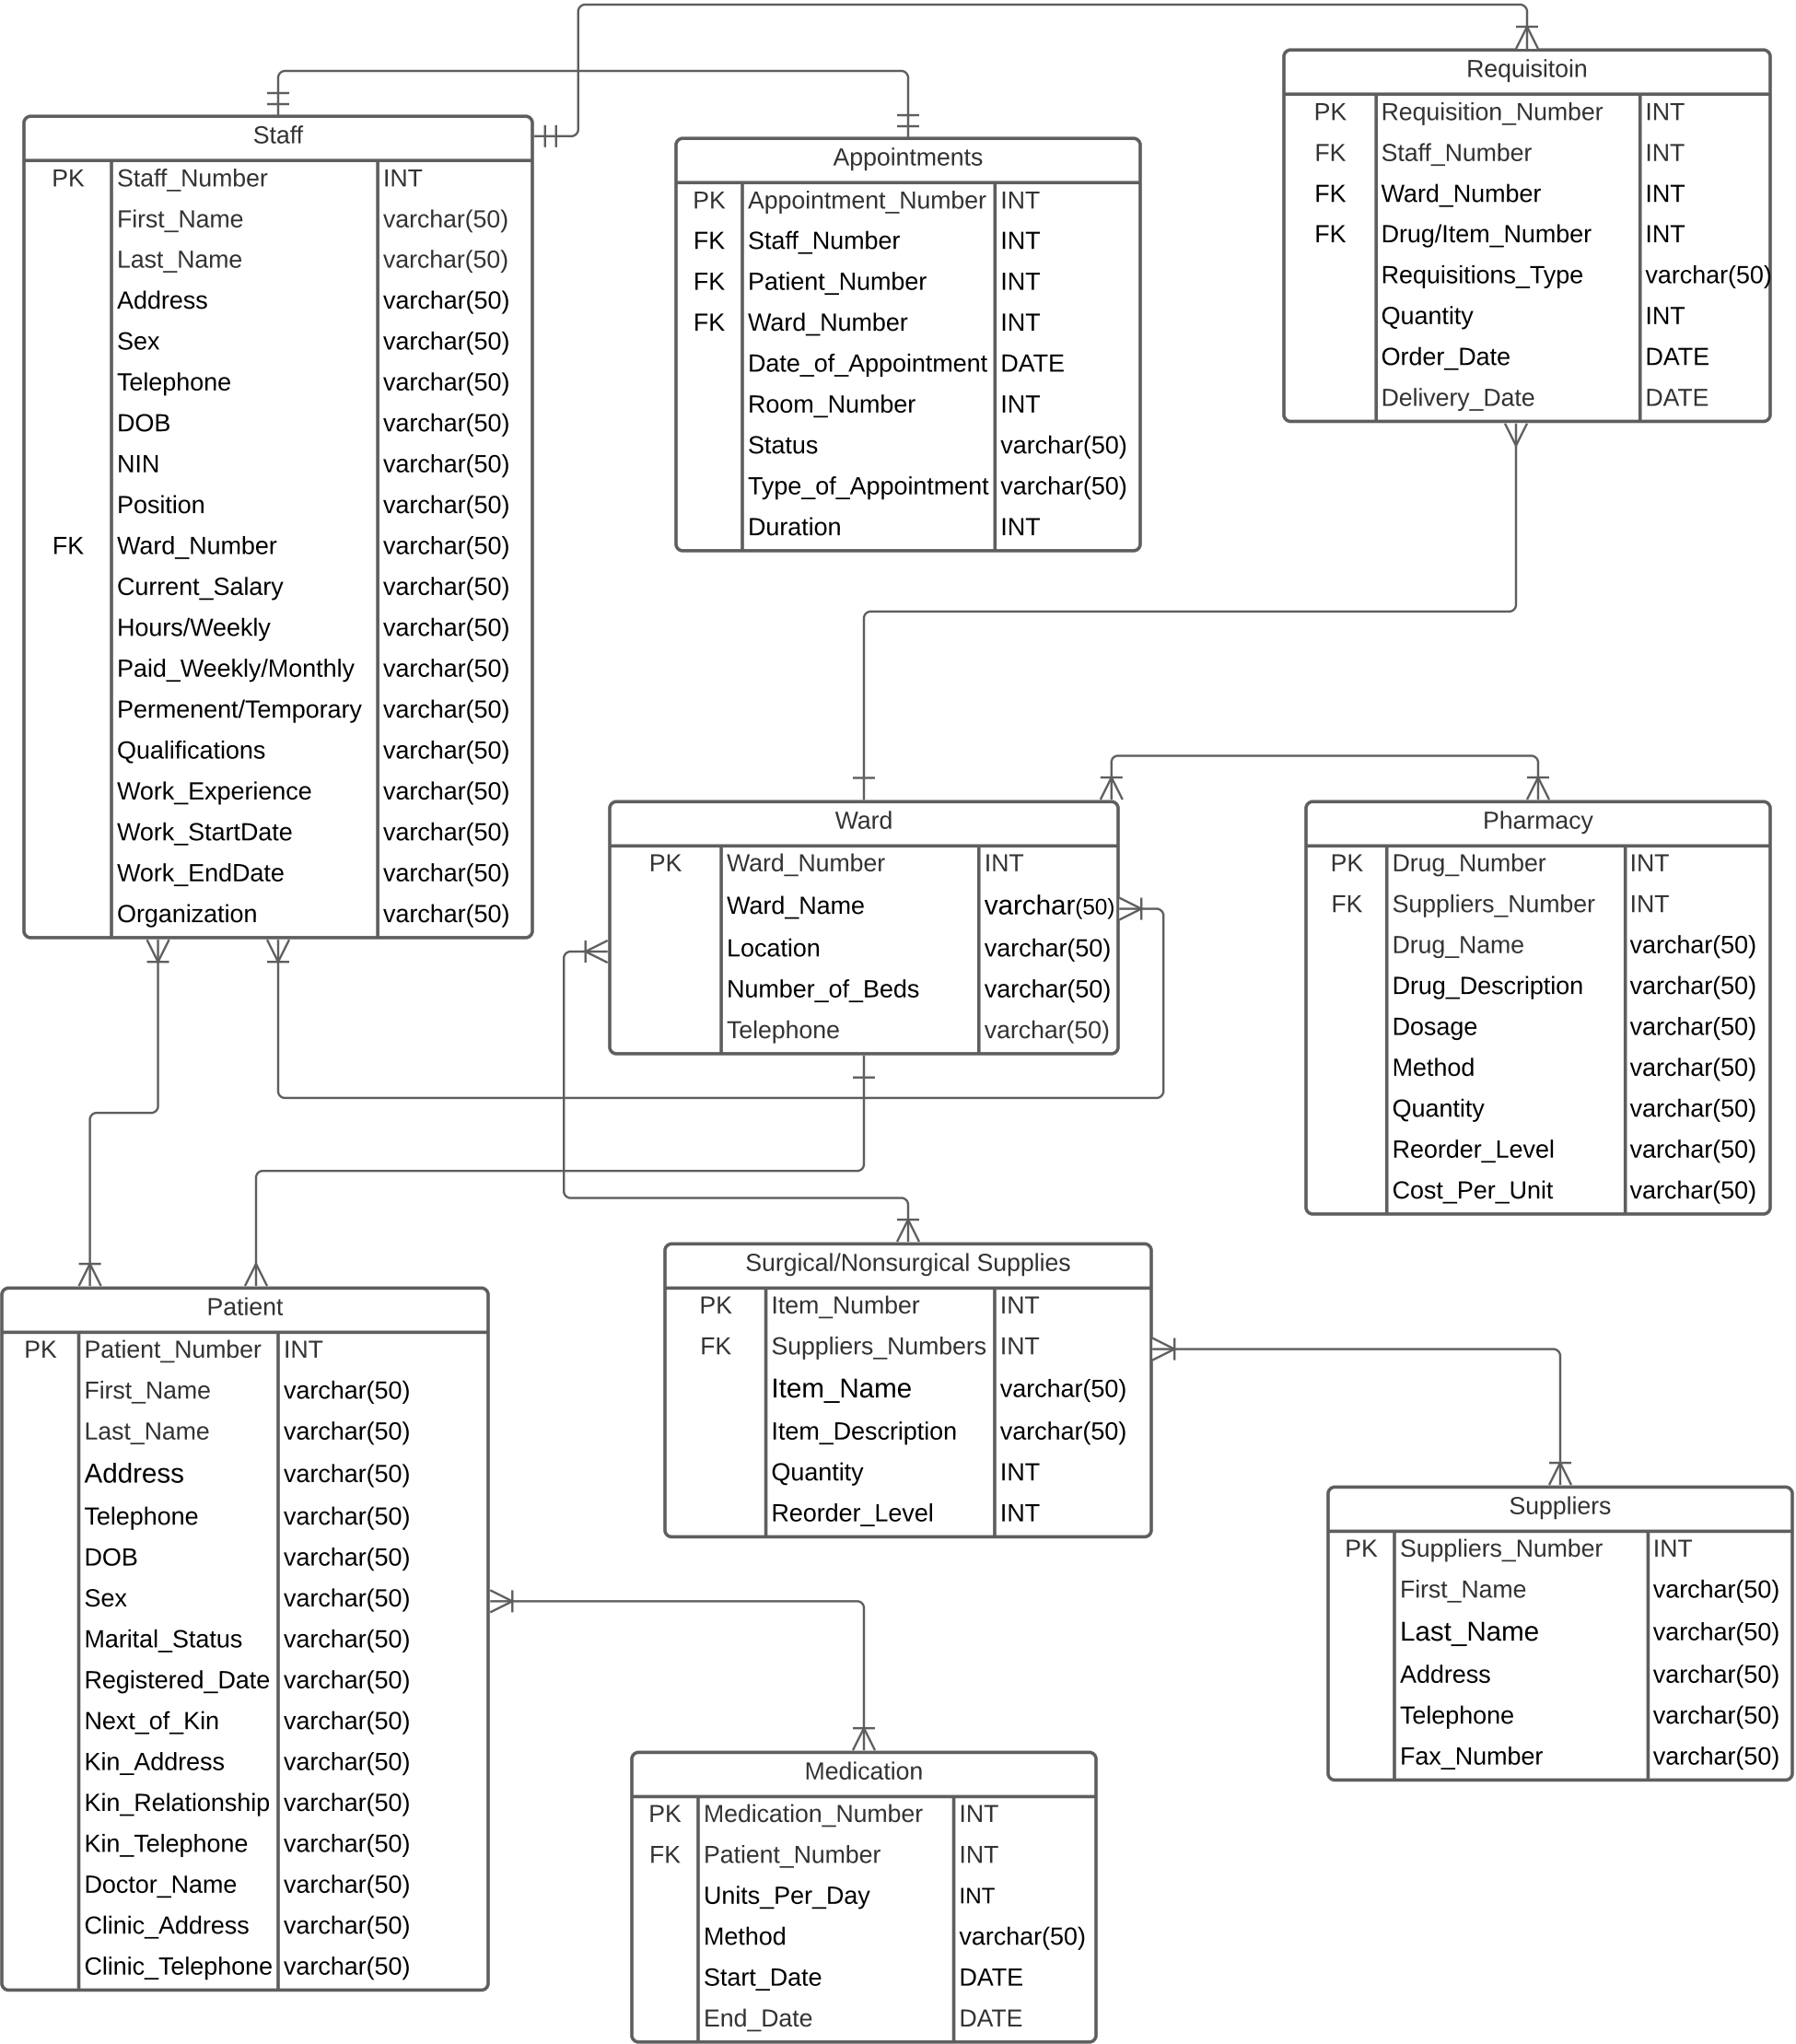 Requisitoin
PK Requisition_Number INT
FK Staff_Number INT
FK Ward_Number INT
FK Drug/Item_Number INT
Requisitions_Type varchar(50)
Quantity INT
Order_Date DATE
Delivery_Date DATE
Staff
PK Staff_Number INT
First_Name varchar(50)
Last_Name varchar(50)
Address varchar(50)
Sex varchar(50)
Telephone varchar(50)
DOB varchar(50)
NIN varchar(50)
Position varchar(50)
FK Ward_Number varchar(50)
Current_Salary varchar(50)
Hours/Weekly varchar(50)
Paid_Weekly/Monthly varchar(50)
Permenent/Temporary varchar(50)
Qualifications varchar(50)
Work_Experience varchar(50)
Work_StartDate varchar(50)
Work_EndDate varchar(50)
Organization varchar(50)
Appointments
PK Appointment_Number INT
FK Staff_Number INT
FK Patient_Number INT
FK Ward_Number INT
Date_of_Appointment DATE
Room_Number INT
Status varchar(50)
Type_of_Appointment varchar(50)
Duration INT
Ward
PK Ward_Number INT
Ward_Name varchar(50)
Location varchar(50)
Number_of_Beds varchar(50)
Telephone varchar(50)
Pharmacy
PK Drug_Number INT
FK Suppliers_Number INT
Drug_Name varchar(50)
Drug_Description varchar(50)
Dosage varchar(50)
Method varchar(50)
Quantity varchar(50)
Reorder_Level varchar(50)
Cost_Per_Unit varchar(50)
Surgical/Nonsurgical Supplies
PK Item_Number INT
FK Suppliers_Numbers INT
Item_Name varchar(50)
Item_Description varchar(50)
Quantity INT
Reorder_Level INT
Patient
PK Patient_Number INT
First_Name varchar(50)
Last_Name varchar(50)
Address varchar(50)
Telephone varchar(50)
DOB varchar(50)
Sex varchar(50)
Marital_Status varchar(50)
Registered_Date varchar(50)
Next_of_Kin varchar(50)
Kin_Address varchar(50)
Kin_Relationship varchar(50)
Kin_Telephone varchar(50)
Doctor_Name varchar(50)
Clinic_Address varchar(50)
Clinic_Telephone varchar(50)
Suppliers
PK Suppliers_Number INT
First_Name varchar(50)
Last_Name varchar(50)
Address varchar(50)
Telephone varchar(50)
Fax_Number varchar(50)
Medication
PK Medication_Number INT
FK Patient_Number INT
Units_Per_Day INT
Method varchar(50)
Start_Date DATE
End_Date DATE